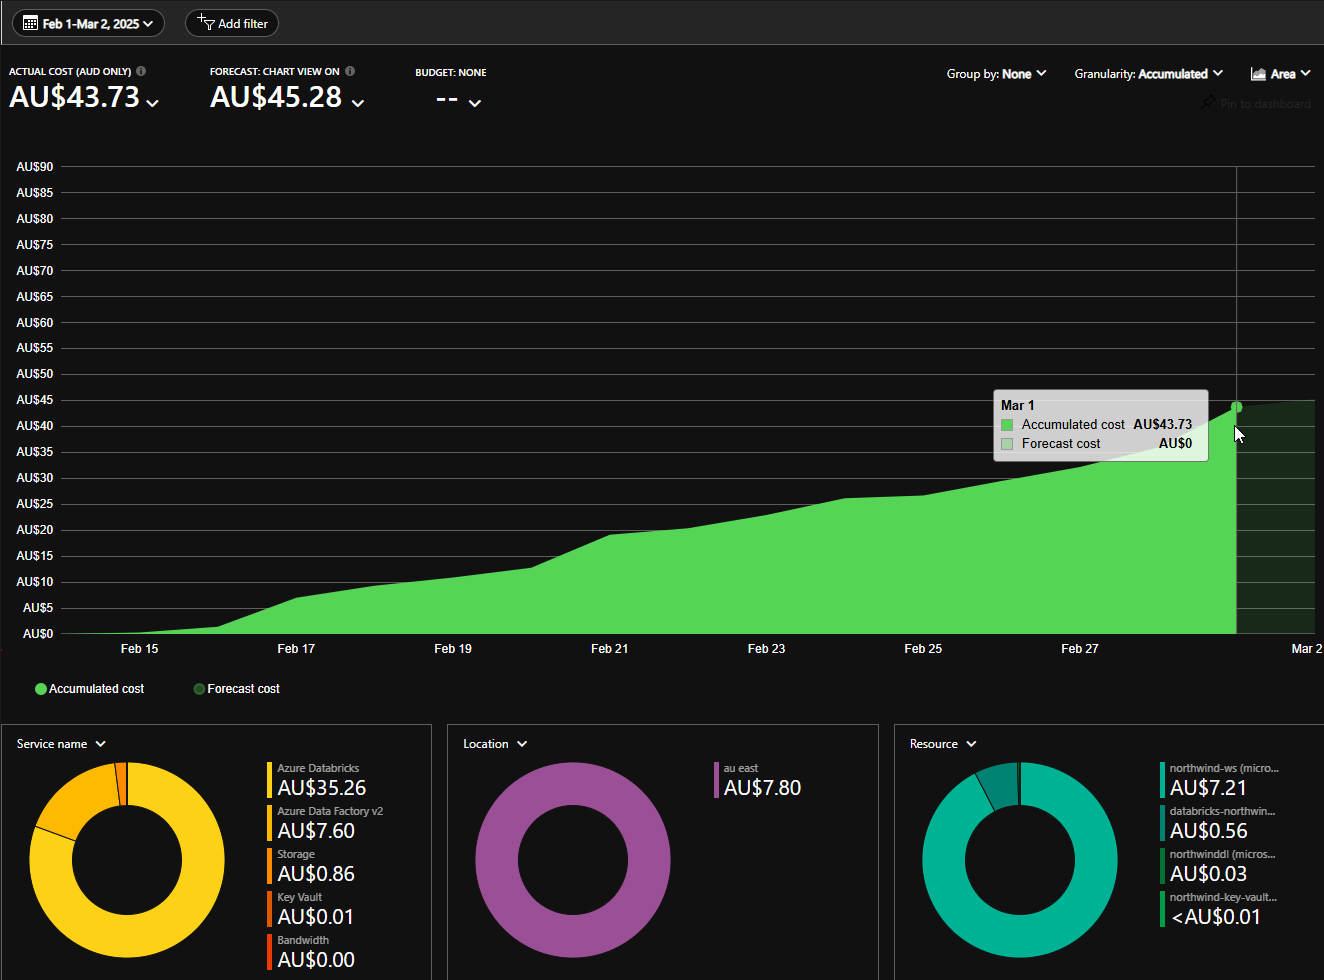 Feb 1-Mar 2, 2025
Add filter
ACTUAL COST (AUD ONLY)
AU$43.73
FORECAST: CHART VIEW ON
AU$45.28
BUDGET: NONE
--
Group by: None
Granularity: Accumulated
Area
Pin to dashboard
AU$90
AU$85
AU$80
AU$75
AU$70
AU$65
AU$60
AU$55
AU$50
AU$45
AU$40
AU$35
AU$30
AU$25
AU$20
AU$15
AU$10
AU$5
AU$0
Mar 1
Accumulated cost AU$43.73
Forecast cost AU$0
Feb 15 Feb 17 Feb 19 Feb 21 Feb 23 Feb 25 Feb 27 Mar 2
Accumulated cost Forecast cost
Service name
Azure Databricks
AU$35.26
Azure Data Factory v2
AU$7.60
Storage
AU$0.86
Key Vault
AU$0.01
Bandwidth
AU$0.00
Location
au east
AU$7.80
Resource
northwind-ws (micro...
AU$7.21
databricks-northwin...
AU$0.56
northwinddl (micros...
AU$0.03
northwind-key-vault...
<AU$0.01